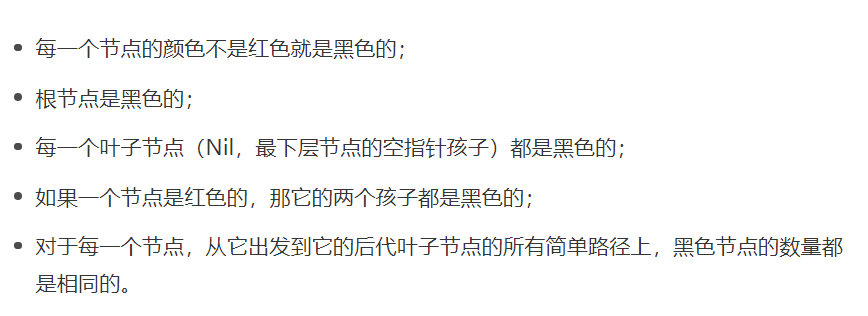 每一个节点的颜色不是红色就是黑色的；
根节点是黑色的；
每一个叶子节点（Nil，最下层节点的空指针孩子）都是黑色的；
如果一个节点是红色的，那它的两个孩子都是黑色的；
对于每一个节点，从它出发到它的后代叶子节点的所有简单路径上，黑色节点的数量都
是相同的。